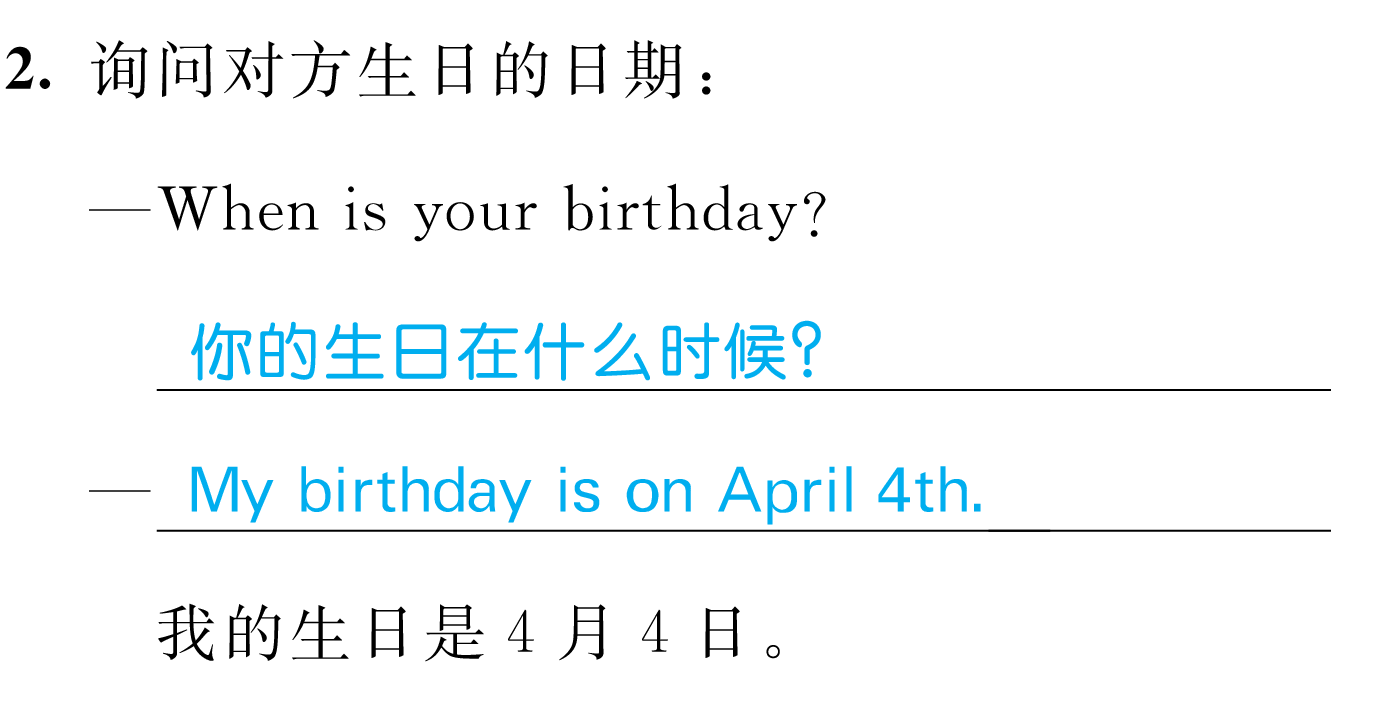 2. 询问对方生日的日期：
—When is your birthday?
你的生日在什么时候?
— My birthday is on April 4th.
我的生日是4月4日。